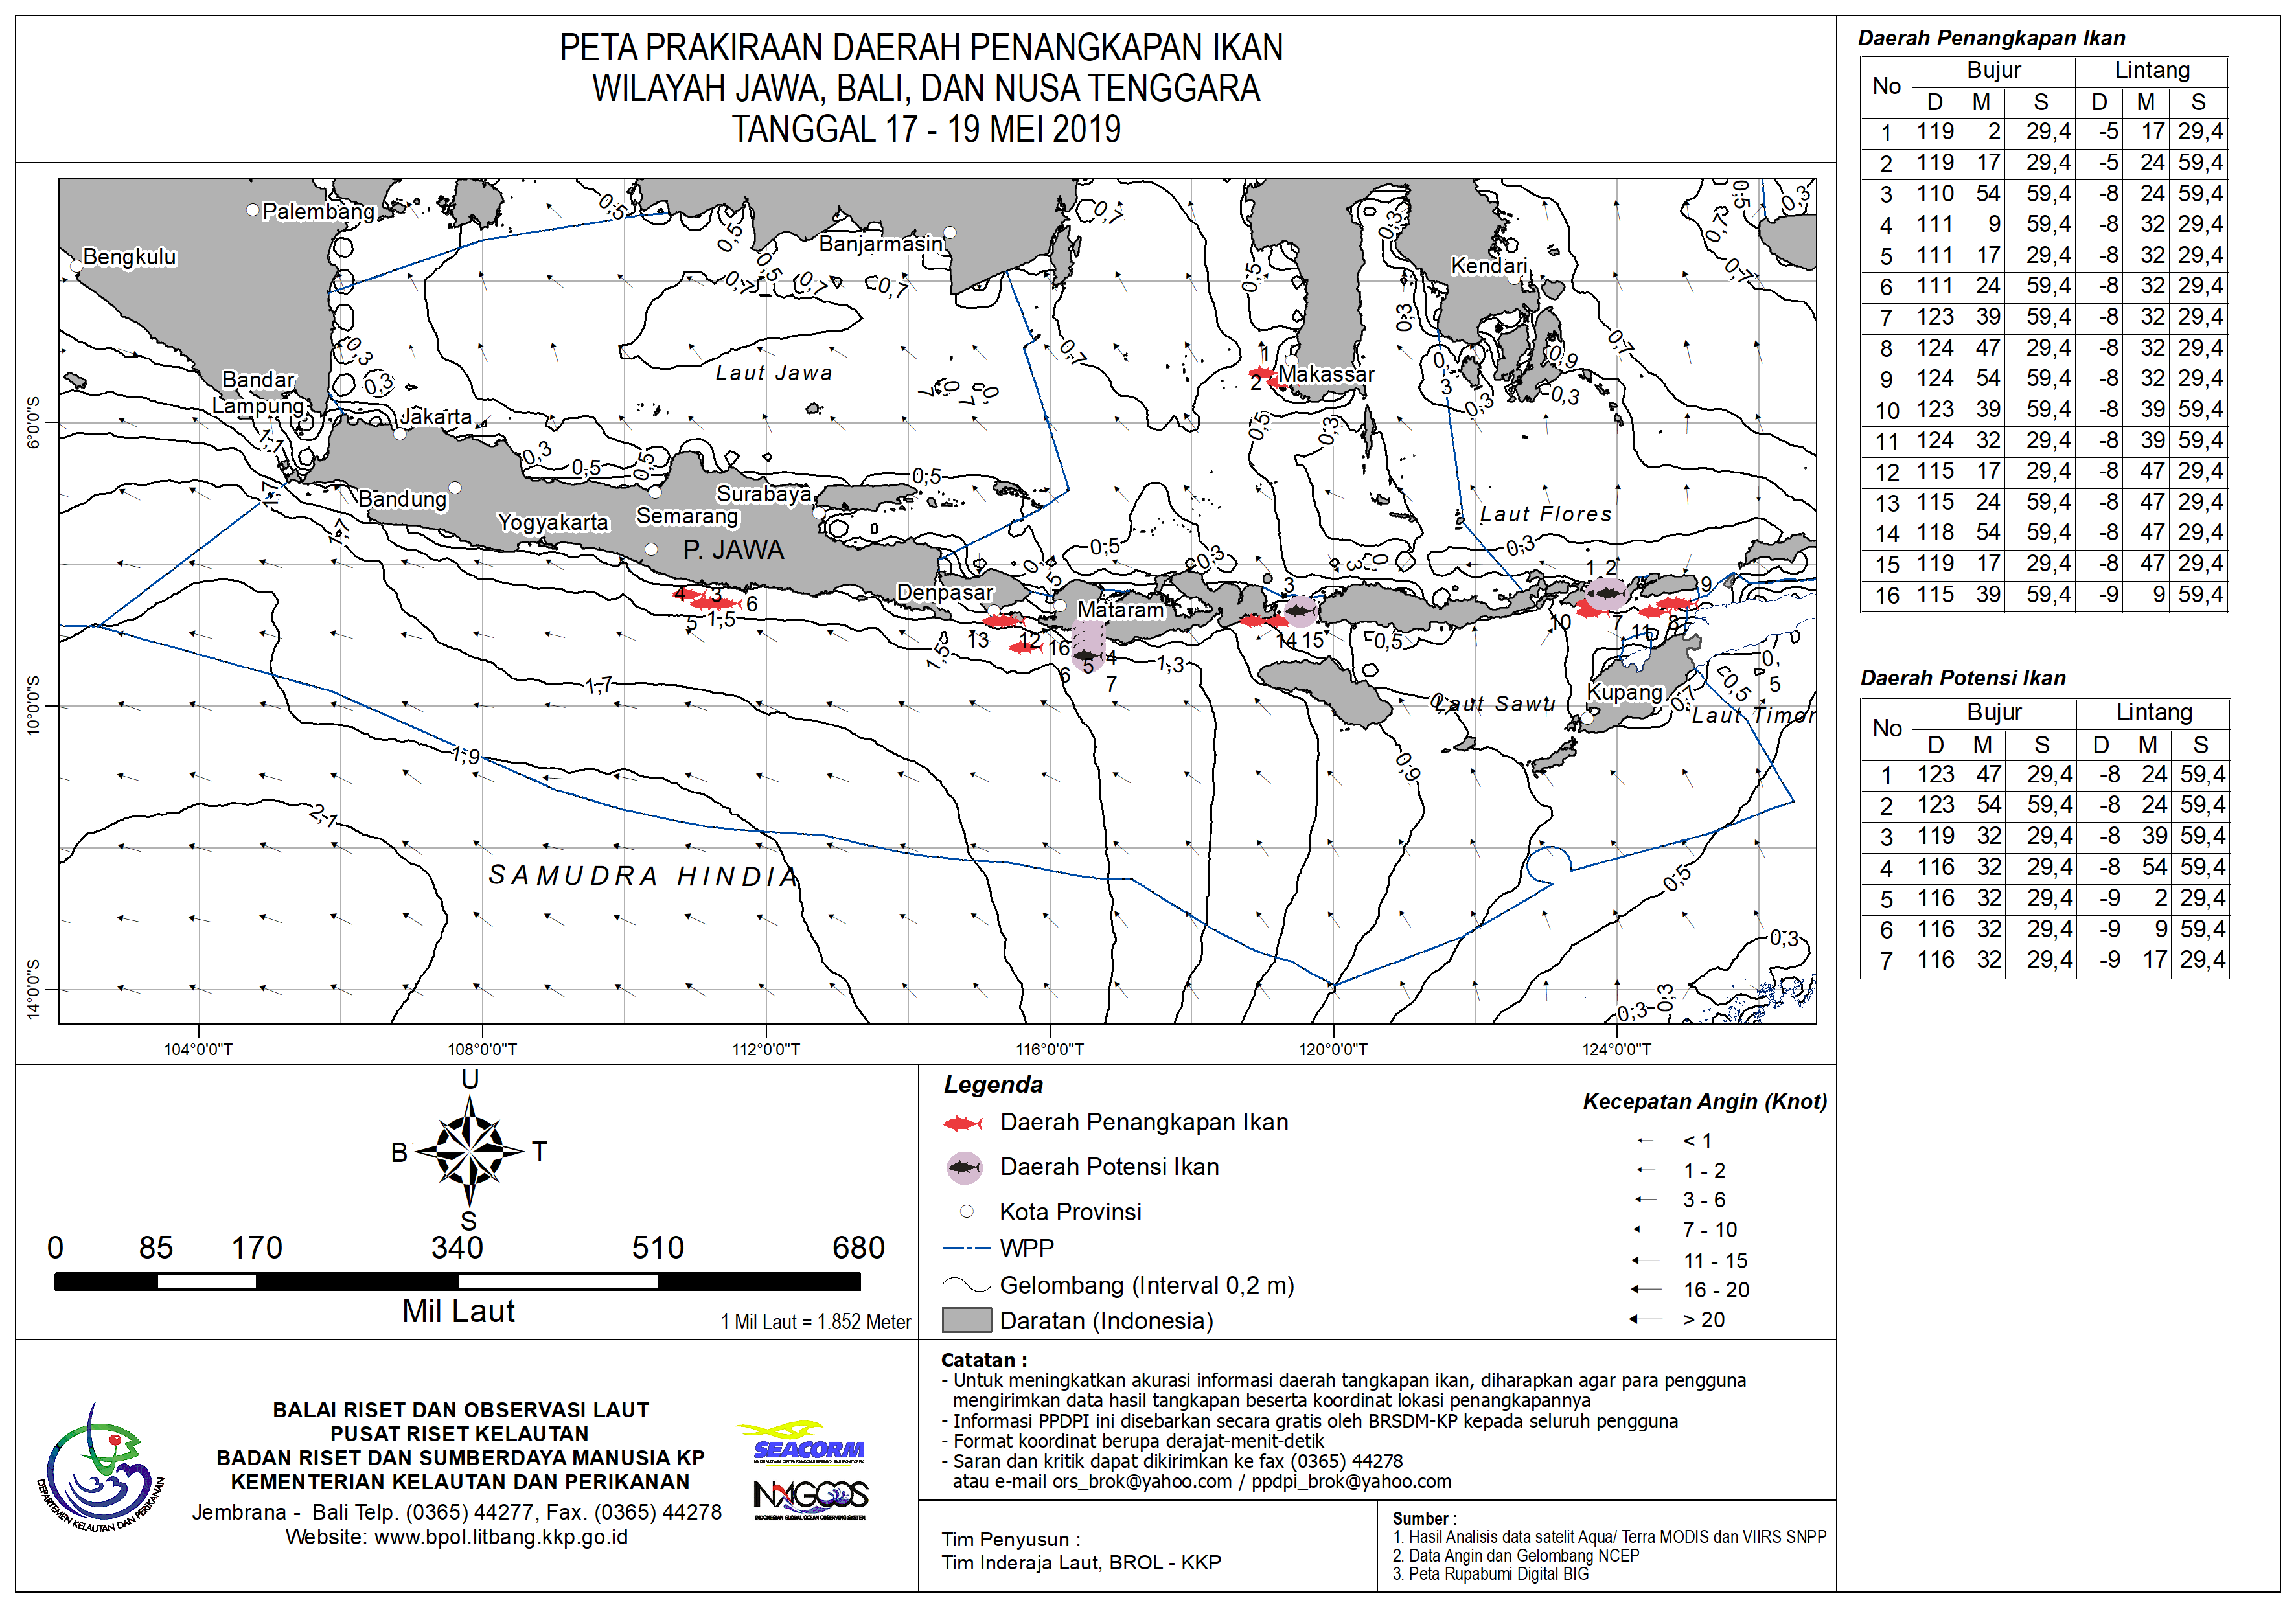 PETA PRAKIRAAN DAERAH PENANGKAPAN IKAN
WILAYAH JAWA, BALI, DAN NUSA TENGGARA
TANGGAL 17 - 19 MEI 2019
Palembang
Bengkulu
Banjarmasin
Kendari
Laut Jawa
Makassar
Bandar
Lampung
Jakarta
Bandung
Surabaya
Yogyakarta
Semarang
P. JAWA
Laut Flores
Denpasar
Mataram
Kupang
Laut Sawu
Laut Timor
SAMUDRA HINDIA
6°0'0"S
10°0'0"S
14°0'0"S
104°0'0"T
108°0'0"T
112°0'0"T
116°0'0"T
120°0'0"T
124°0'0"T
Daerah Penangkapan Ikan
No Bujur Lintang
D M S D M S
1 119 2 29,4 -5 17 29,4
2 119 17 29,4 -5 24 59,4
3 110 54 59,4 -8 24 59,4
4 111 9 59,4 -8 32 29,4
5 111 17 29,4 -8 32 29,4
6 111 24 59,4 -8 32 29,4
7 123 39 59,4 -8 32 29,4
8 124 47 29,4 -8 32 29,4
9 124 54 59,4 -8 32 29,4
10 123 39 59,4 -8 39 59,4
11 124 32 29,4 -8 39 59,4
12 115 17 29,4 -8 47 29,4
13 115 24 59,4 -8 47 29,4
14 118 54 59,4 -8 47 29,4
15 119 17 29,4 -8 47 29,4
16 115 39 59,4 -9 9 59,4
Daerah Potensi Ikan
No Bujur Lintang
D M S D M S
1 123 47 29,4 -8 24 59,4
2 123 54 59,4 -8 24 59,4
3 119 32 29,4 -8 39 59,4
4 116 32 29,4 -8 54 59,4
5 116 32 29,4 -9 2 29,4
6 116 32 29,4 -9 9 59,4
7 116 32 29,4 -9 17 29,4
U
B T
S
0 85 170 340 510 680
Mil Laut
1 Mil Laut = 1.852 Meter
Legenda
Daerah Penangkapan Ikan
Daerah Potensi Ikan
Kota Provinsi
WPP
Gelombang (Interval 0,2 m)
Daratan (Indonesia)
Kecepatan Angin (Knot)
< 1
1 - 2
3 - 6
7 - 10
11 - 15
16 - 20
> 20
DEPARTEMEN KELAUTAN DAN PERIKANAN
BALAI RISET DAN OBSERVASI LAUT
PUSAT RISET KELAUTAN
BADAN RISET DAN SUMBERDAYA MANUSIA KP
KEMENTERIAN KELAUTAN DAN PERIKANAN
Jembrana - Bali Telp. (0365) 44277, Fax. (0365) 44278
Website: www.bpol.litbang.kkp.go.id
SEACORM
INAGOOS
INDONESIAN GLOBAL OCEAN OBSERVING SYSTEM
Catatan :
- Untuk meningkatkan akurasi informasi daerah tangkapan ikan, diharapkan agar para pengguna
mengirimkan data hasil tangkapan beserta koordinat lokasi penangkapannya
- Informasi PPDPI ini disebarkan secara gratis oleh BRSDM-KP kepada seluruh pengguna
- Format koordinat berupa derajat-menit-detik
- Saran dan kritik dapat dikirimkan ke fax (0365) 44278
atau e-mail ors_brok@yahoo.com / ppdpi_brok@yahoo.com
Tim Penyusun :
Tim Inderaja Laut, BROL - KKP
Sumber :
1. Hasil Analisis data satelit Aqua/ Terra MODIS dan VIIRS SNPP
2. Data Angin dan Gelombang NCEP
3. Peta Rupabumi Digital BIG